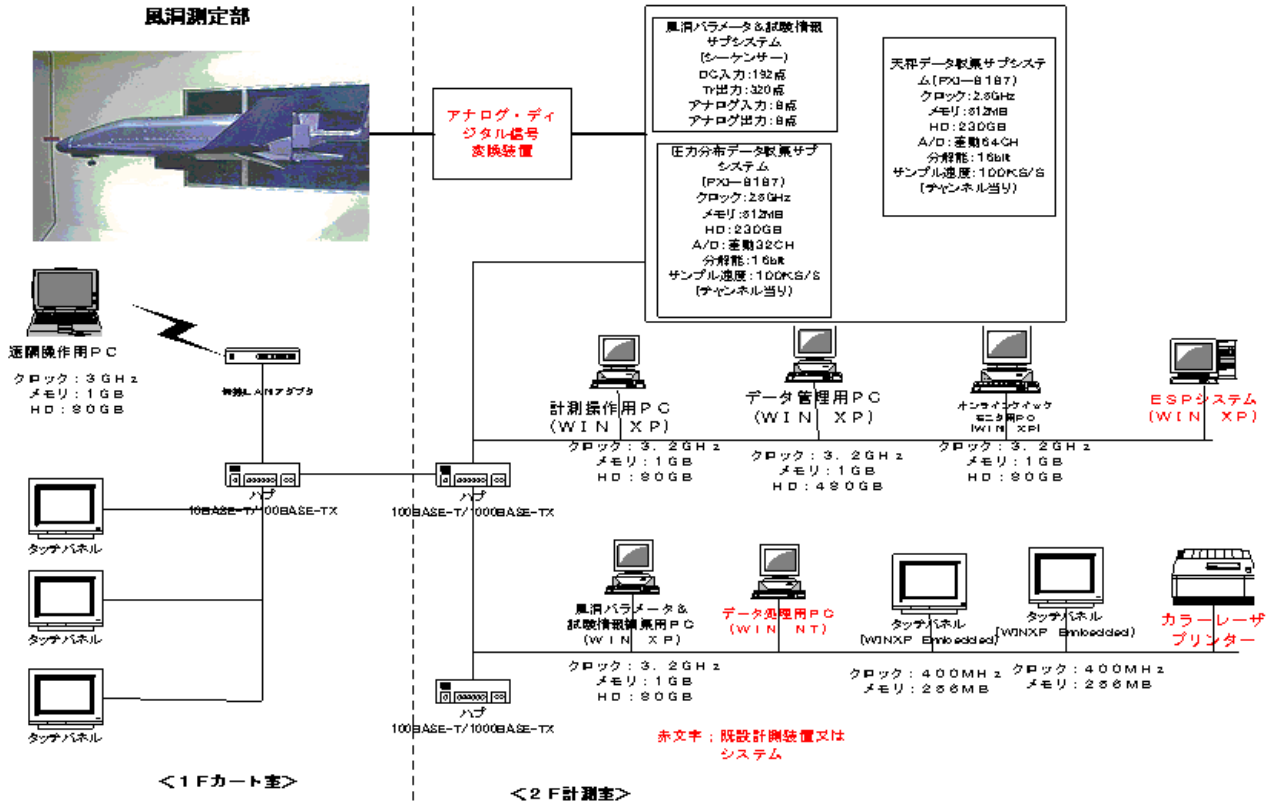 風洞測定部
アナログ・ディ
ジタル信号
変換装置
風洞パラメータ&試験情報
サブシステム
(シーケンサー)
DC入力:192点
Tr出力:320点
アナログ入力:8点
アナログ出力:8点
圧力分布データ収集サブ
システム
(PXI-8187)
クロック:2.5GHz
メモリ:512MB
HD:230GB
A/D:差動32CH
分解能:16bit
サンプル速度:100KS/S
(チャンネル当り)
天秤データ収集サブシステ
ム(PXI-8187)
クロック:2.5GHz
メモリ:512MB
HD:230GB
A/D:差動64CH
分解能:16bit
サンプル速度:100KS/S
(チャンネル当り)
遠隔操作用PC
クロック:3GHz
メモリ:1GB
HD:80GB
無線LANアダプタ
計測操作用PC
(WIN XP)
クロック:3.2GHz
メモリ:1GB
HD:80GB
データ管理用PC
(WIN XP)
クロック:3.2GHz
メモリ:1GB
HD:480GB
オンラインクイック
モニタ用PC
(WIN XP)
クロック:3.2GHz
メモリ:1GB
HD:80GB
ESPシステム
(WIN XP)
ハブ
10BASE-T/100BASE-TX
ハブ
100BASE-T/1000BASE-TX
タッチパネル
タッチパネル
タッチパネル
風洞パラメータ&
試験情報編集用PC
(WIN XP)
クロック:3.2GHz
メモリ:1GB
HD:80GB
データ処理用PC
(WIN NT)
タッチパネル
(WINXP Embedded)
クロック:400MHz
メモリ:256MB
タッチパネル
(WINXP Embedded)
クロック:400MHz
メモリ:256MB
カラーレーザ
プリンター
ハブ
100BASE-T/1000BASE-TX
赤文字;既設計測装置又は
システム
<1Fカート室>
<2F計測室>